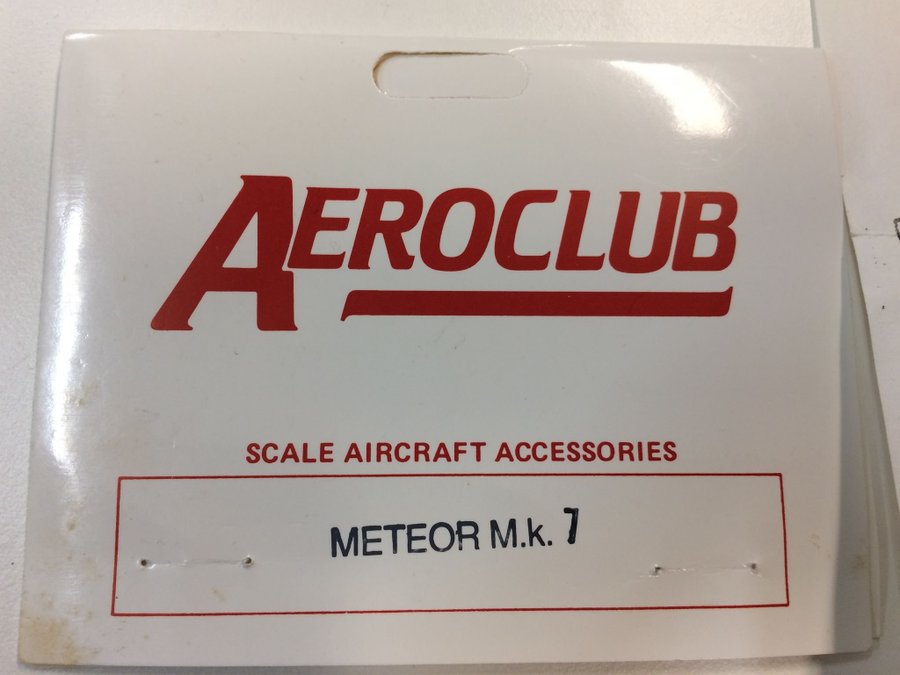 AEROCLUB
SCALE AIRCRAFT ACCESSORIES
METEOR M.k. 7